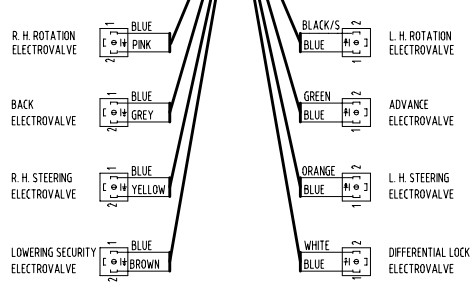 R. H. ROTATION
ELECTROVALVE
1
BLUE
PINK
2
BLACK/S
BLUE
2
1
L. H. ROTATION
ELECTROVALVE
BACK
ELECTROVALVE
1
BLUE
GREY
2
GREEN
BLUE
2
1
ADVANCE
ELECTROVALVE
R. H. STEERING
ELECTROVALVE
1
BLUE
YELLOW
2
ORANGE
BLUE
2
1
L. H. STEERING
ELECTROVALVE
LOWERING SECURITY
ELECTROVALVE
1
BLUE
BROWN
2
WHITE
BLUE
2
1
DIFFERENTIAL LOCK
ELECTROVALVE